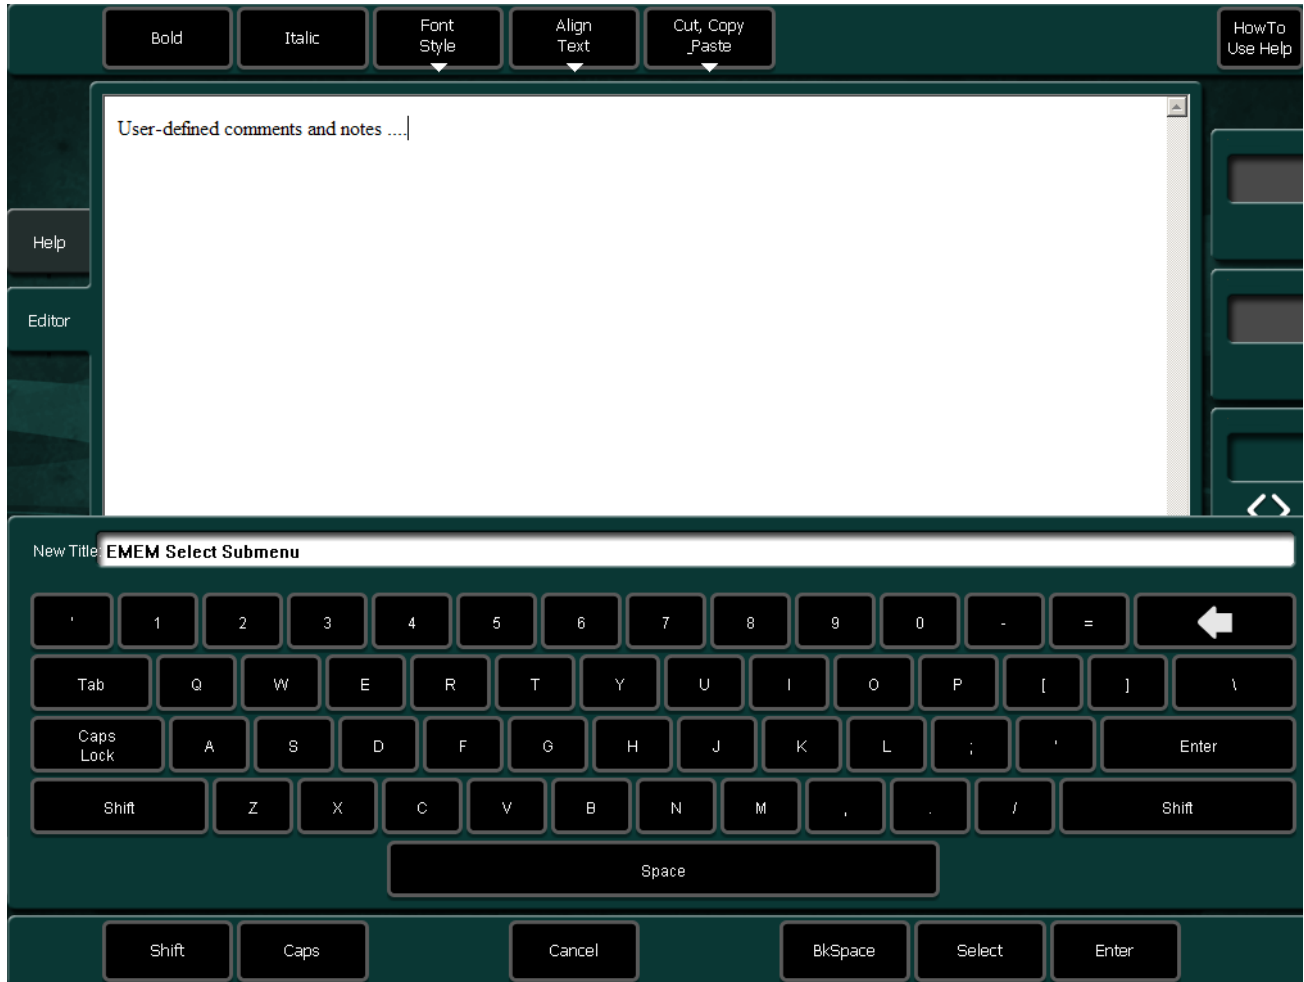 Bold
Italic
Font
Style
Align
Text
Cut, Copy
_Paste
HowTo
Use Help
User-defined comments and notes ....
Help
Editor
New Title: EMEM Select Submenu
' 1 2 3 4 5 6 7 8 9 0 - =
Tab Q W E R T Y U I O P [ ] \
Caps
Lock
A S D F G H J K L ; ' Enter
Shift Z X C V B N M , . / Shift
Space
Shift Caps Cancel BkSpace Select Enter